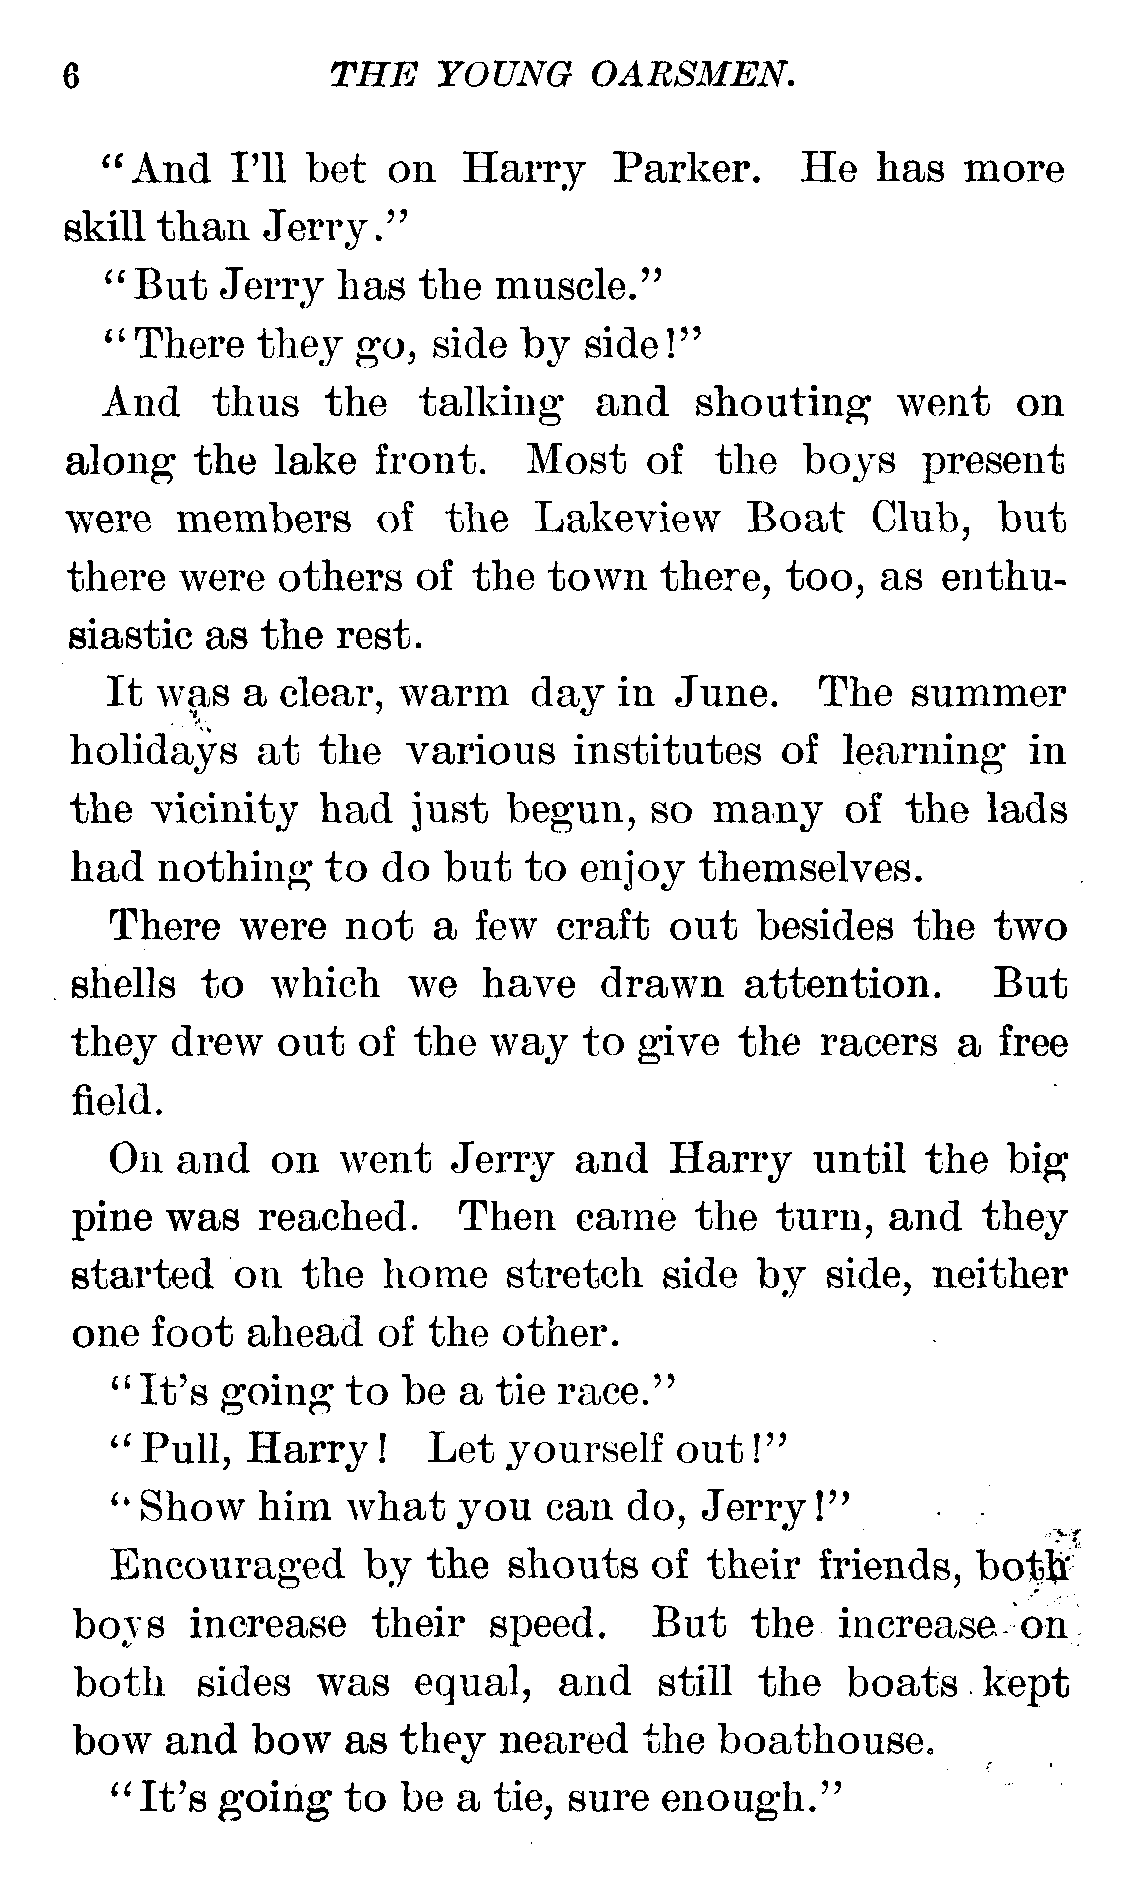 6 THE YOUNG OARSMEN.
“And I’ll bet on Harry Parker. He has more
skill than Jerry.”
“But Jerry has the muscle.”
“There they go, side by side!”
And thus the talking and shouting went on
along the lake front. Most of the boys present
were members of the Lakeview Boat Club, but
there were others of the town there, too, as enthu-
siastic as the rest.
It was a clear, warm day in June. The summer
holidays at the various institutes of learning in
the vicinity had just begun, so many of the lads
had nothing to do but to enjoy themselves.
There were not a few craft out besides the two
shells to which we have drawn attention. But
they drew out of the way to give the racers a free
field.
On and on went Jerry and Harry until the big
pine was reached. Then came the turn, and they
started on the home stretch side by side, neither
one foot ahead of the other.
“It’s going to be a tie race.”
“Pull, Harry! Let yourself out!”
“Show him what you can do, Jerry!”
Encouraged by the shouts of their friends, both
boys increase their speed. But the increase on
both sides was equal, and still the boats kept
bow and bow as they neared the boathouse.
“It’s going to be a tie, sure enough.”